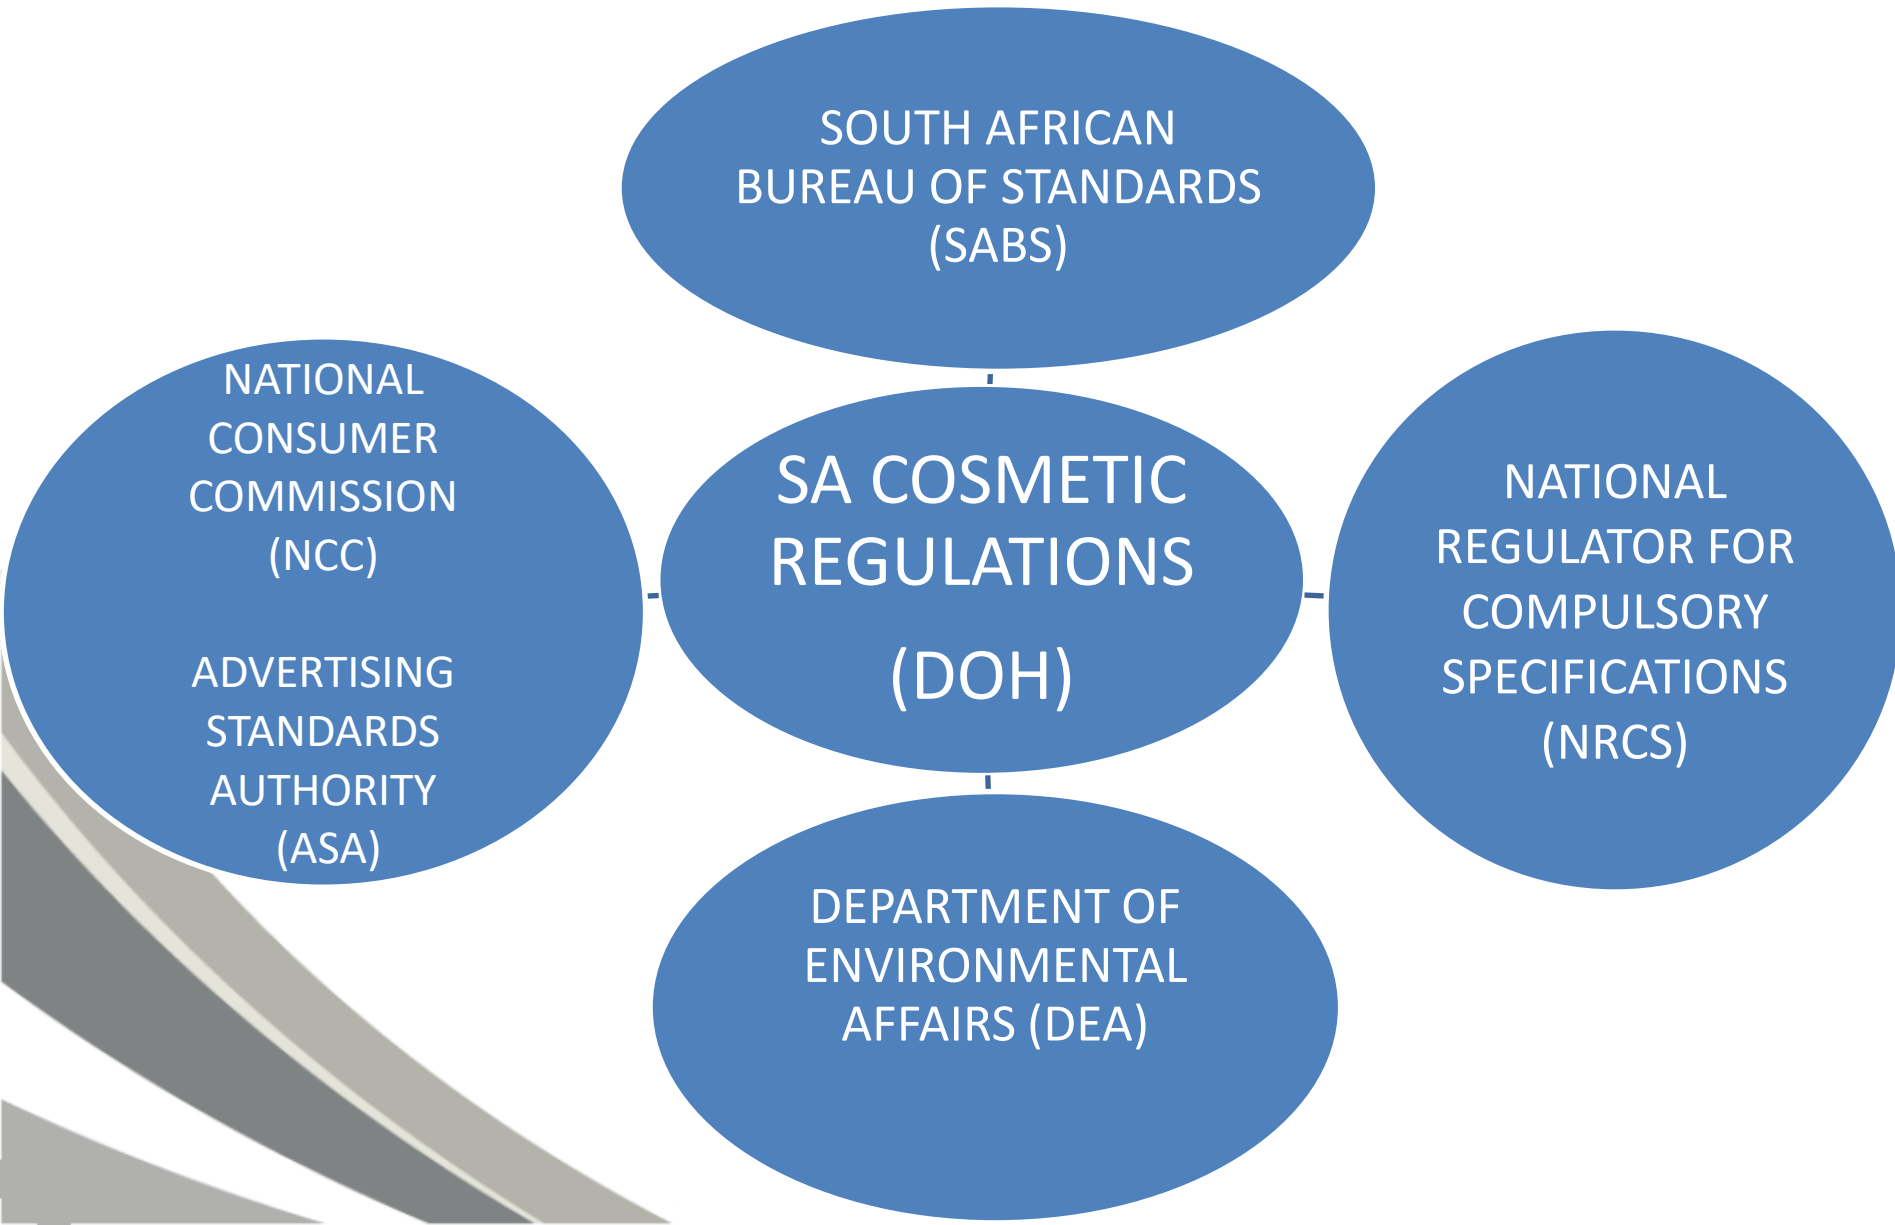 SOUTH AFRICAN
BUREAU OF STANDARDS
(SABS)
NATIONAL
CONSUMER
COMMISSION
(NCC)
ADVERTISING
STANDARDS
AUTHORITY
(ASA)
SA COSMETIC
REGULATIONS
(DOH)
NATIONAL
REGULATOR FOR
COMPULSORY
SPECIFICATIONS
(NRCS)
DEPARTMENT OF
ENVIRONMENTAL
AFFAIRS (DEA)